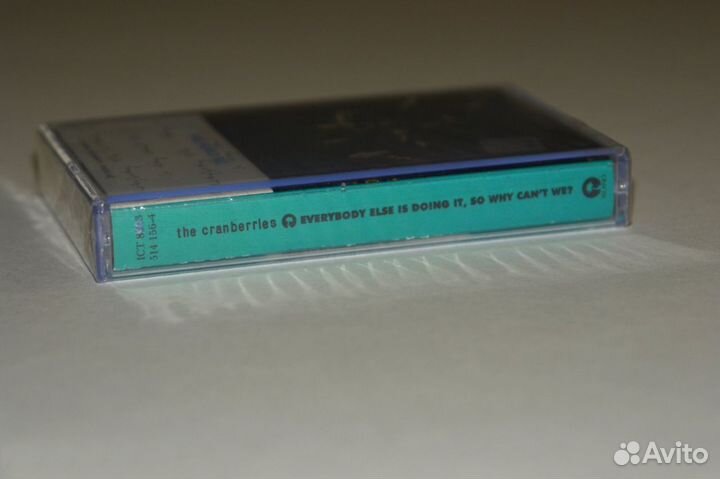 ICT 8003
514 156-4
the cranberries EVERYBODY ELSE IS DOING IT, SO WHY CAN'T WE?
Avito